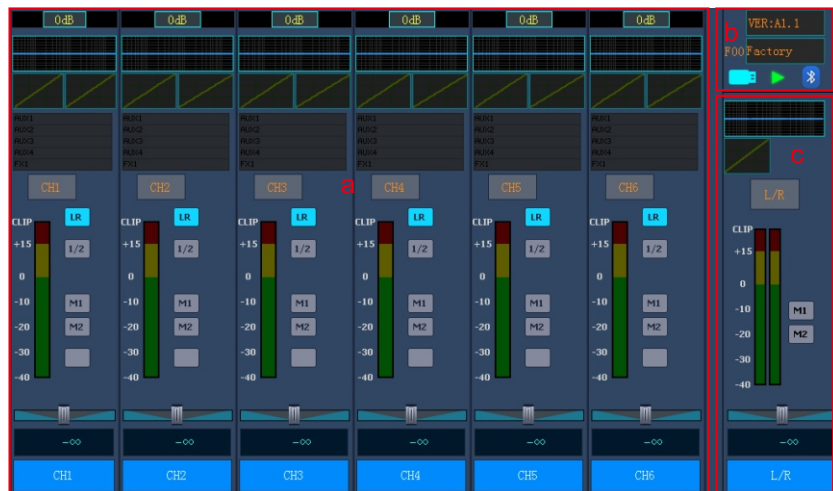 0dB 0dB 0dB 0dB 0dB 0dB
AUX1 AUX1 AUX1 AUX1 AUX1 AUX1
AUX2 AUX2 AUX2 AUX2 AUX2 AUX2
AUX3 AUX3 AUX3 AUX3 AUX3 AUX3
AUX4 AUX4 AUX4 AUX4 AUX4 AUX4
FX1 FX1 FX1 FX1 FX1 FX1
CH1 CH2 CH3 a CH4 CH5 CH6
CLIP LR CLIP LR CLIP LR CLIP LR CLIP LR CLIP LR
+15 1/2 +15 1/2 +15 1/2 +15 1/2 +15 1/2 +15 1/2
0 0 0 0 0 0
-10 M1 -10 M1 -10 M1 -10 M1 -10 M1 -10 M1
-20 M2 -20 M2 -20 M2 -20 M2 -20 M2 -20 M2
-30 -30 -30 -30 -30 -30
-40 -40 -40 -40 -40 -40
-∞ -∞ -∞ -∞ -∞ -∞
CH1 CH2 CH3 CH4 CH5 CH6
b VER:A1.1
F00 Factory
c
L/R
CLIP
+15
0
-10 M1
-20 M2
-30
-40
-∞
L/R